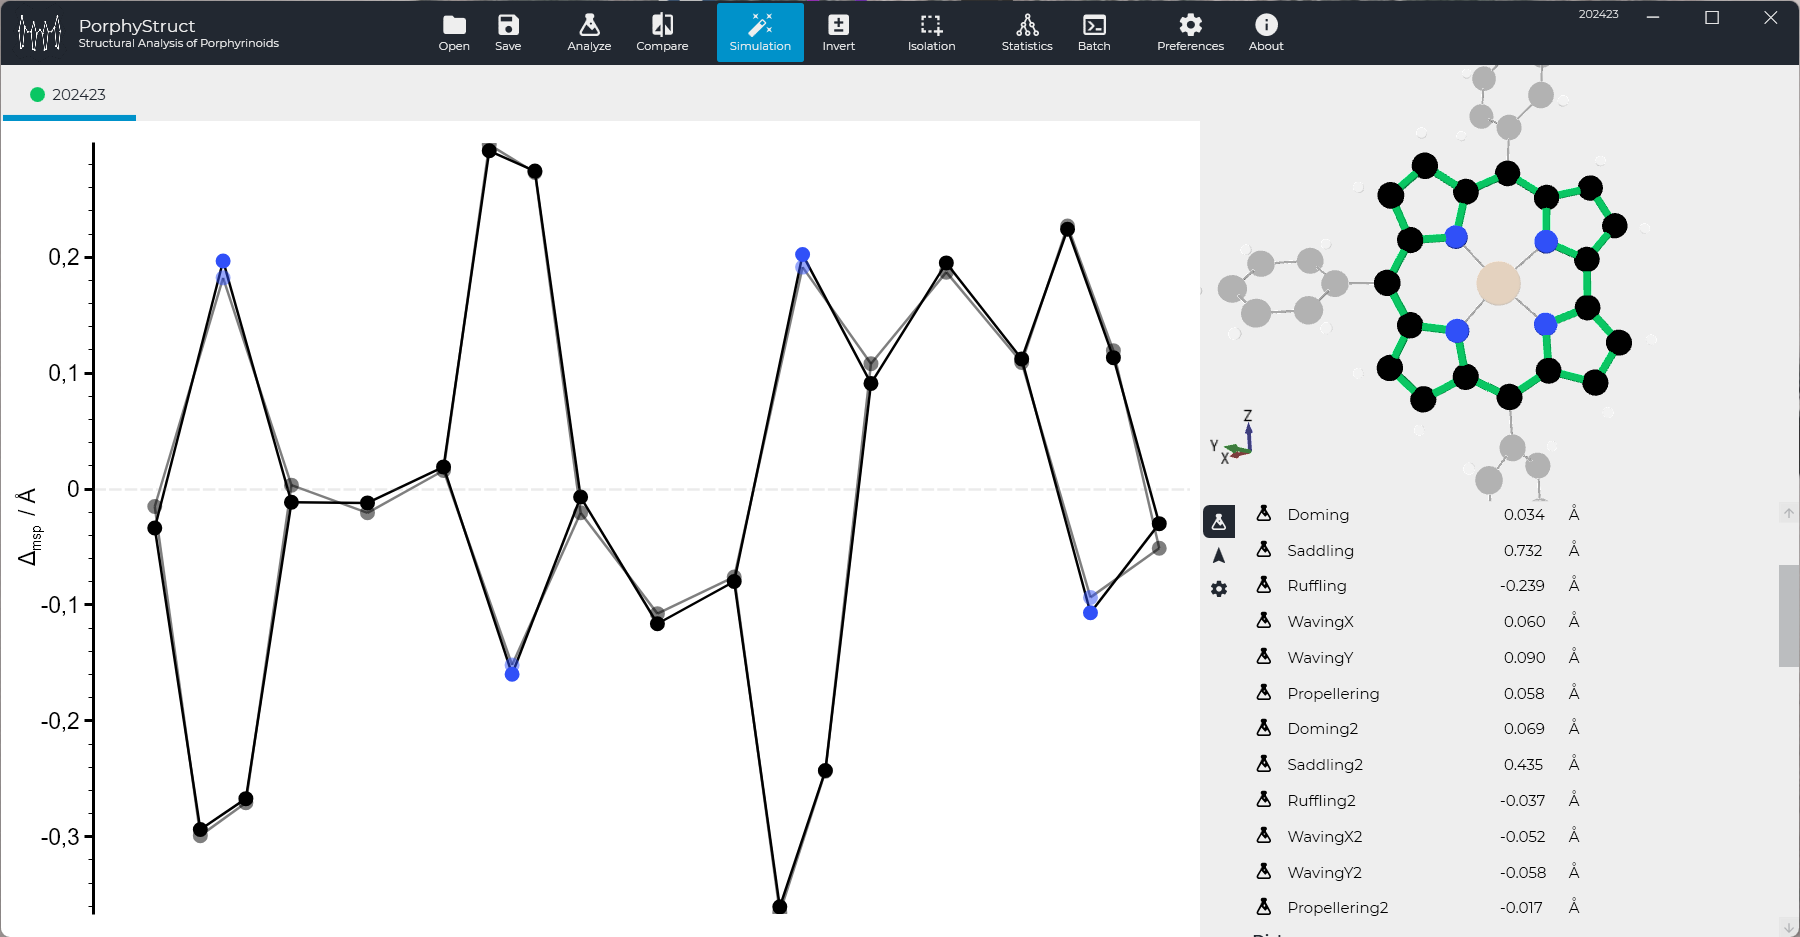 PorphyStruct
Structural Analysis of Porphyrinoids
Open Save Analyze Compare Simulation Invert Isolation Statistics Batch Preferences About
202423
202423
0,2
0,1
0
-0,1
-0,2
-0,3
Δmsp / Å
Z
Y
X
Doming 0.034 Å
Saddling 0.732 Å
Ruffling -0.239 Å
WavingX 0.060 Å
WavingY 0.090 Å
Propellering 0.058 Å
Doming2 0.069 Å
Saddling2 0.435 Å
Ruffling2 -0.037 Å
WavingX2 -0.052 Å
WavingY2 -0.058 Å
Propellering2 -0.017 Å